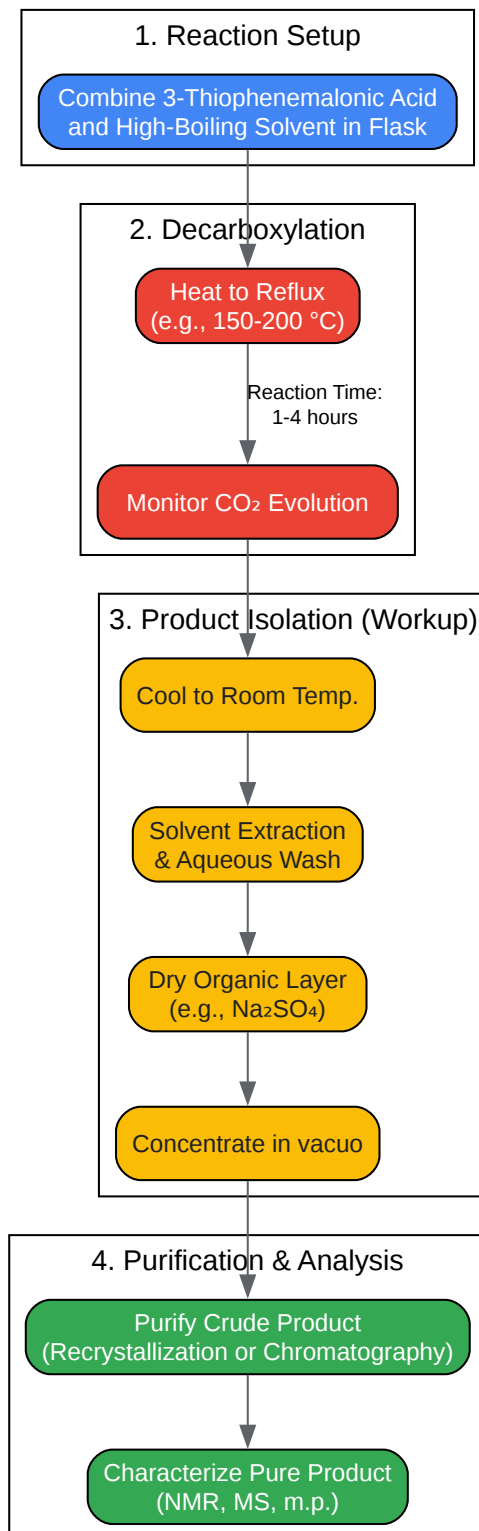 1. Reaction Setup
Combine 3-Thiophenemalonic Acid
and High-Boiling Solvent in Flask
2. Decarboxylation
Heat to Reflux
(e.g., 150-200 °C)
Reaction Time:
1-4 hours
Monitor CO₂ Evolution
3. Product Isolation (Workup)
Cool to Room Temp.
Solvent Extraction
& Aqueous Wash
Dry Organic Layer
(e.g., Na₂SO₄)
Concentrate in vacuo
4. Purification & Analysis
Purify Crude Product
(Recrystallization or Chromatography)
Characterize Pure Product
(NMR, MS, m.p.)